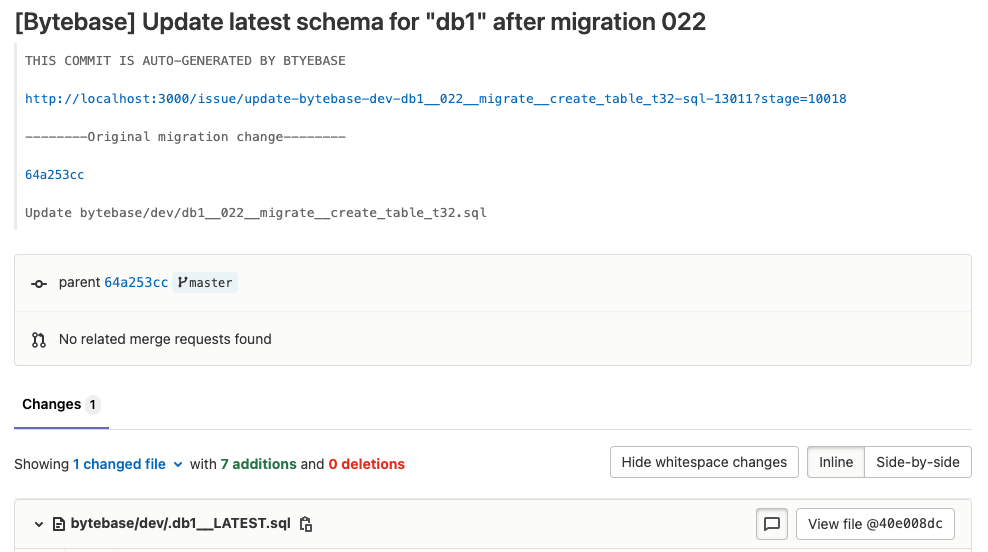 [Bytebase] Update latest schema for "db1" after migration 022
THIS COMMIT IS AUTO-GENERATED BY BTYEBASE
http://localhost:3000/issue/update-bytebase-dev-db1__022__migrate__create_table_t32-sql-13011?stage=10018
--------Original migration change--------
64a253cc
Update bytebase/dev/db1__022__migrate__create_table_t32.sql
parent 64a253cc master
No related merge requests found
Changes 1
Showing 1 changed file with 7 additions and 0 deletions
Hide whitespace changes
Inline
Side-by-side
bytebase/dev/.db1__LATEST.sql
View file @40e008dc